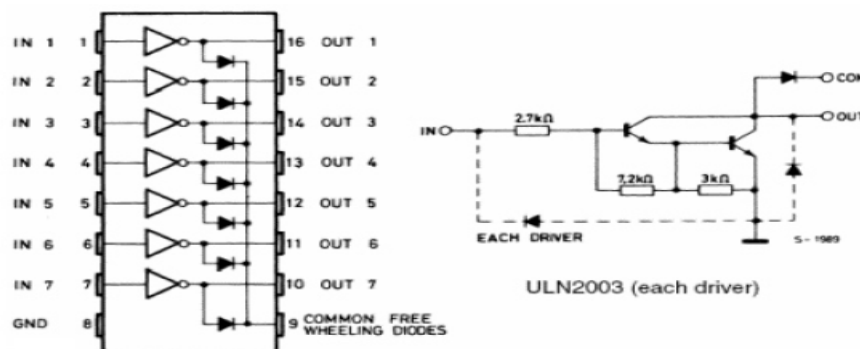 IN 1 1 16 OUT 1
IN 2 2 15 OUT 2
IN 3 3 14 OUT 3
IN 4 4 13 OUT 4
IN 5 5 12 OUT 5
IN 6 6 11 OUT 6
IN 7 7 10 OUT 7
GND 8 9 COMMON FREE
WHEELING DIODES
COM
OUT
IN
2.7kΩ
7.2kΩ 3kΩ
EACH DRIVER
S-1989
ULN2003 (each driver)